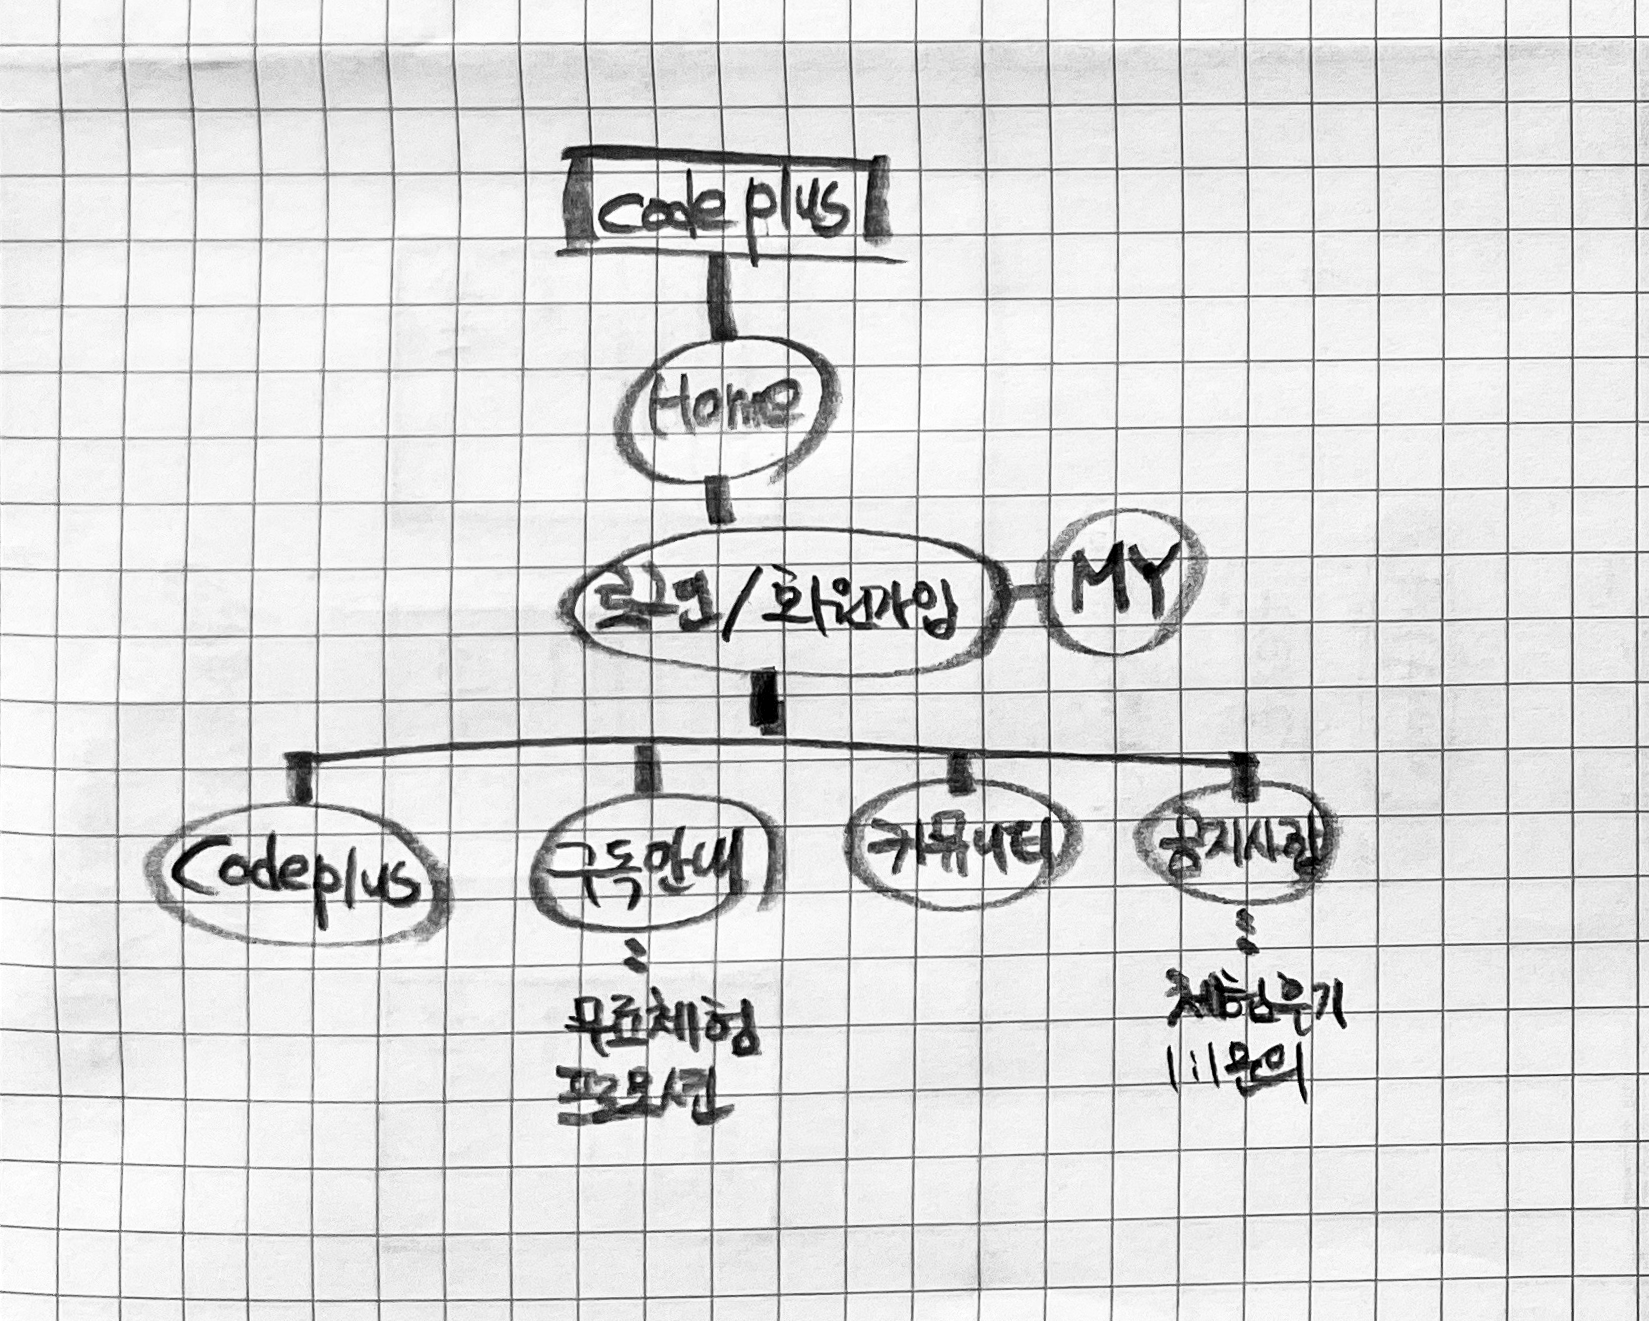 codeplus
Home
로그인/회원가입
MY
Codeplus
구독안내
커뮤니티
공지사항
무료체험
프로모션
체험후기
1:1문의